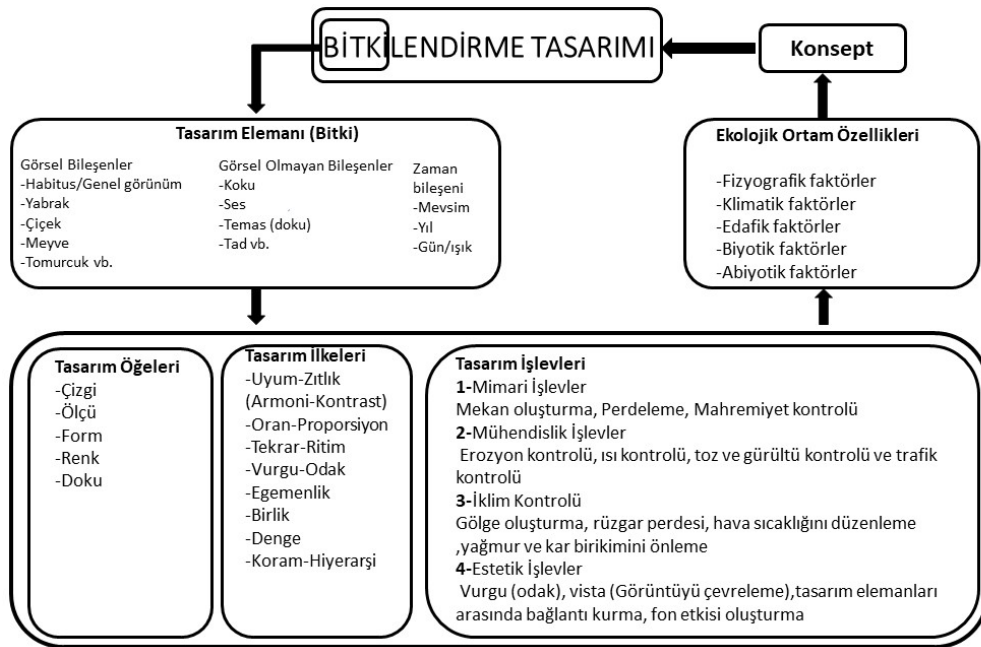 BİTKİLENDİRME TASARIMI
Konsept
Tasarım Elemanı (Bitki)
Görsel Bileşenler
-Habitus/Genel görünüm
-Yabrak
-Çiçek
-Meyve
-Tomurcuk vb.
Görsel Olmayan Bileşenler
-Koku
-Ses
-Temas (doku)
-Tad vb.
Zaman
bileşeni
-Mevsim
-Yıl
-Gün/ışık
Ekolojik Ortam Özellikleri
-Fizyografik faktörler
-Klimatik faktörler
-Edafik faktörler
-Biyotik faktörler
-Abiyotik faktörler
Tasarım Öğeleri
-Çizgi
-Ölçü
-Form
-Renk
-Doku
Tasarım İlkeleri
-Uyum-Zıtlık
(Armoni-Kontrast)
-Oran-Proporsiyon
-Tekrar-Ritim
-Vurgu-Odak
-Egemenlik
-Birlik
-Denge
-Koram-Hiyerarşi
Tasarım İşlevleri
1-Mimari İşlevler
Mekan oluşturma, Perdeleme, Mahremiyet kontrolü
2-Mühendislik İşlevler
Erozyon kontrolü, ısı kontrolü, toz ve gürültü kontrolü ve trafik
kontrolü
3-İklim Kontrolü
Gölge oluşturma, rüzgar perdesi, hava sıcaklığını düzenleme
,yağmur ve kar birikimini önleme
4-Estetik İşlevler
Vurgu (odak), vista (Görüntüyü çevreleme),tasarım elemanları
arasında bağlantı kurma, fon etkisi oluşturma